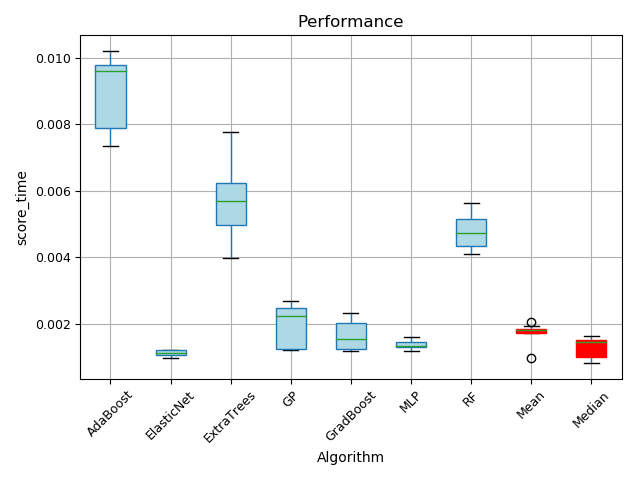 Performance
score_time
0.010
0.008
0.006
0.004
0.002
AdaBoost
ElasticNet
ExtraTrees
GP
GradBoost
MLP
RF
Mean
Median
Algorithm